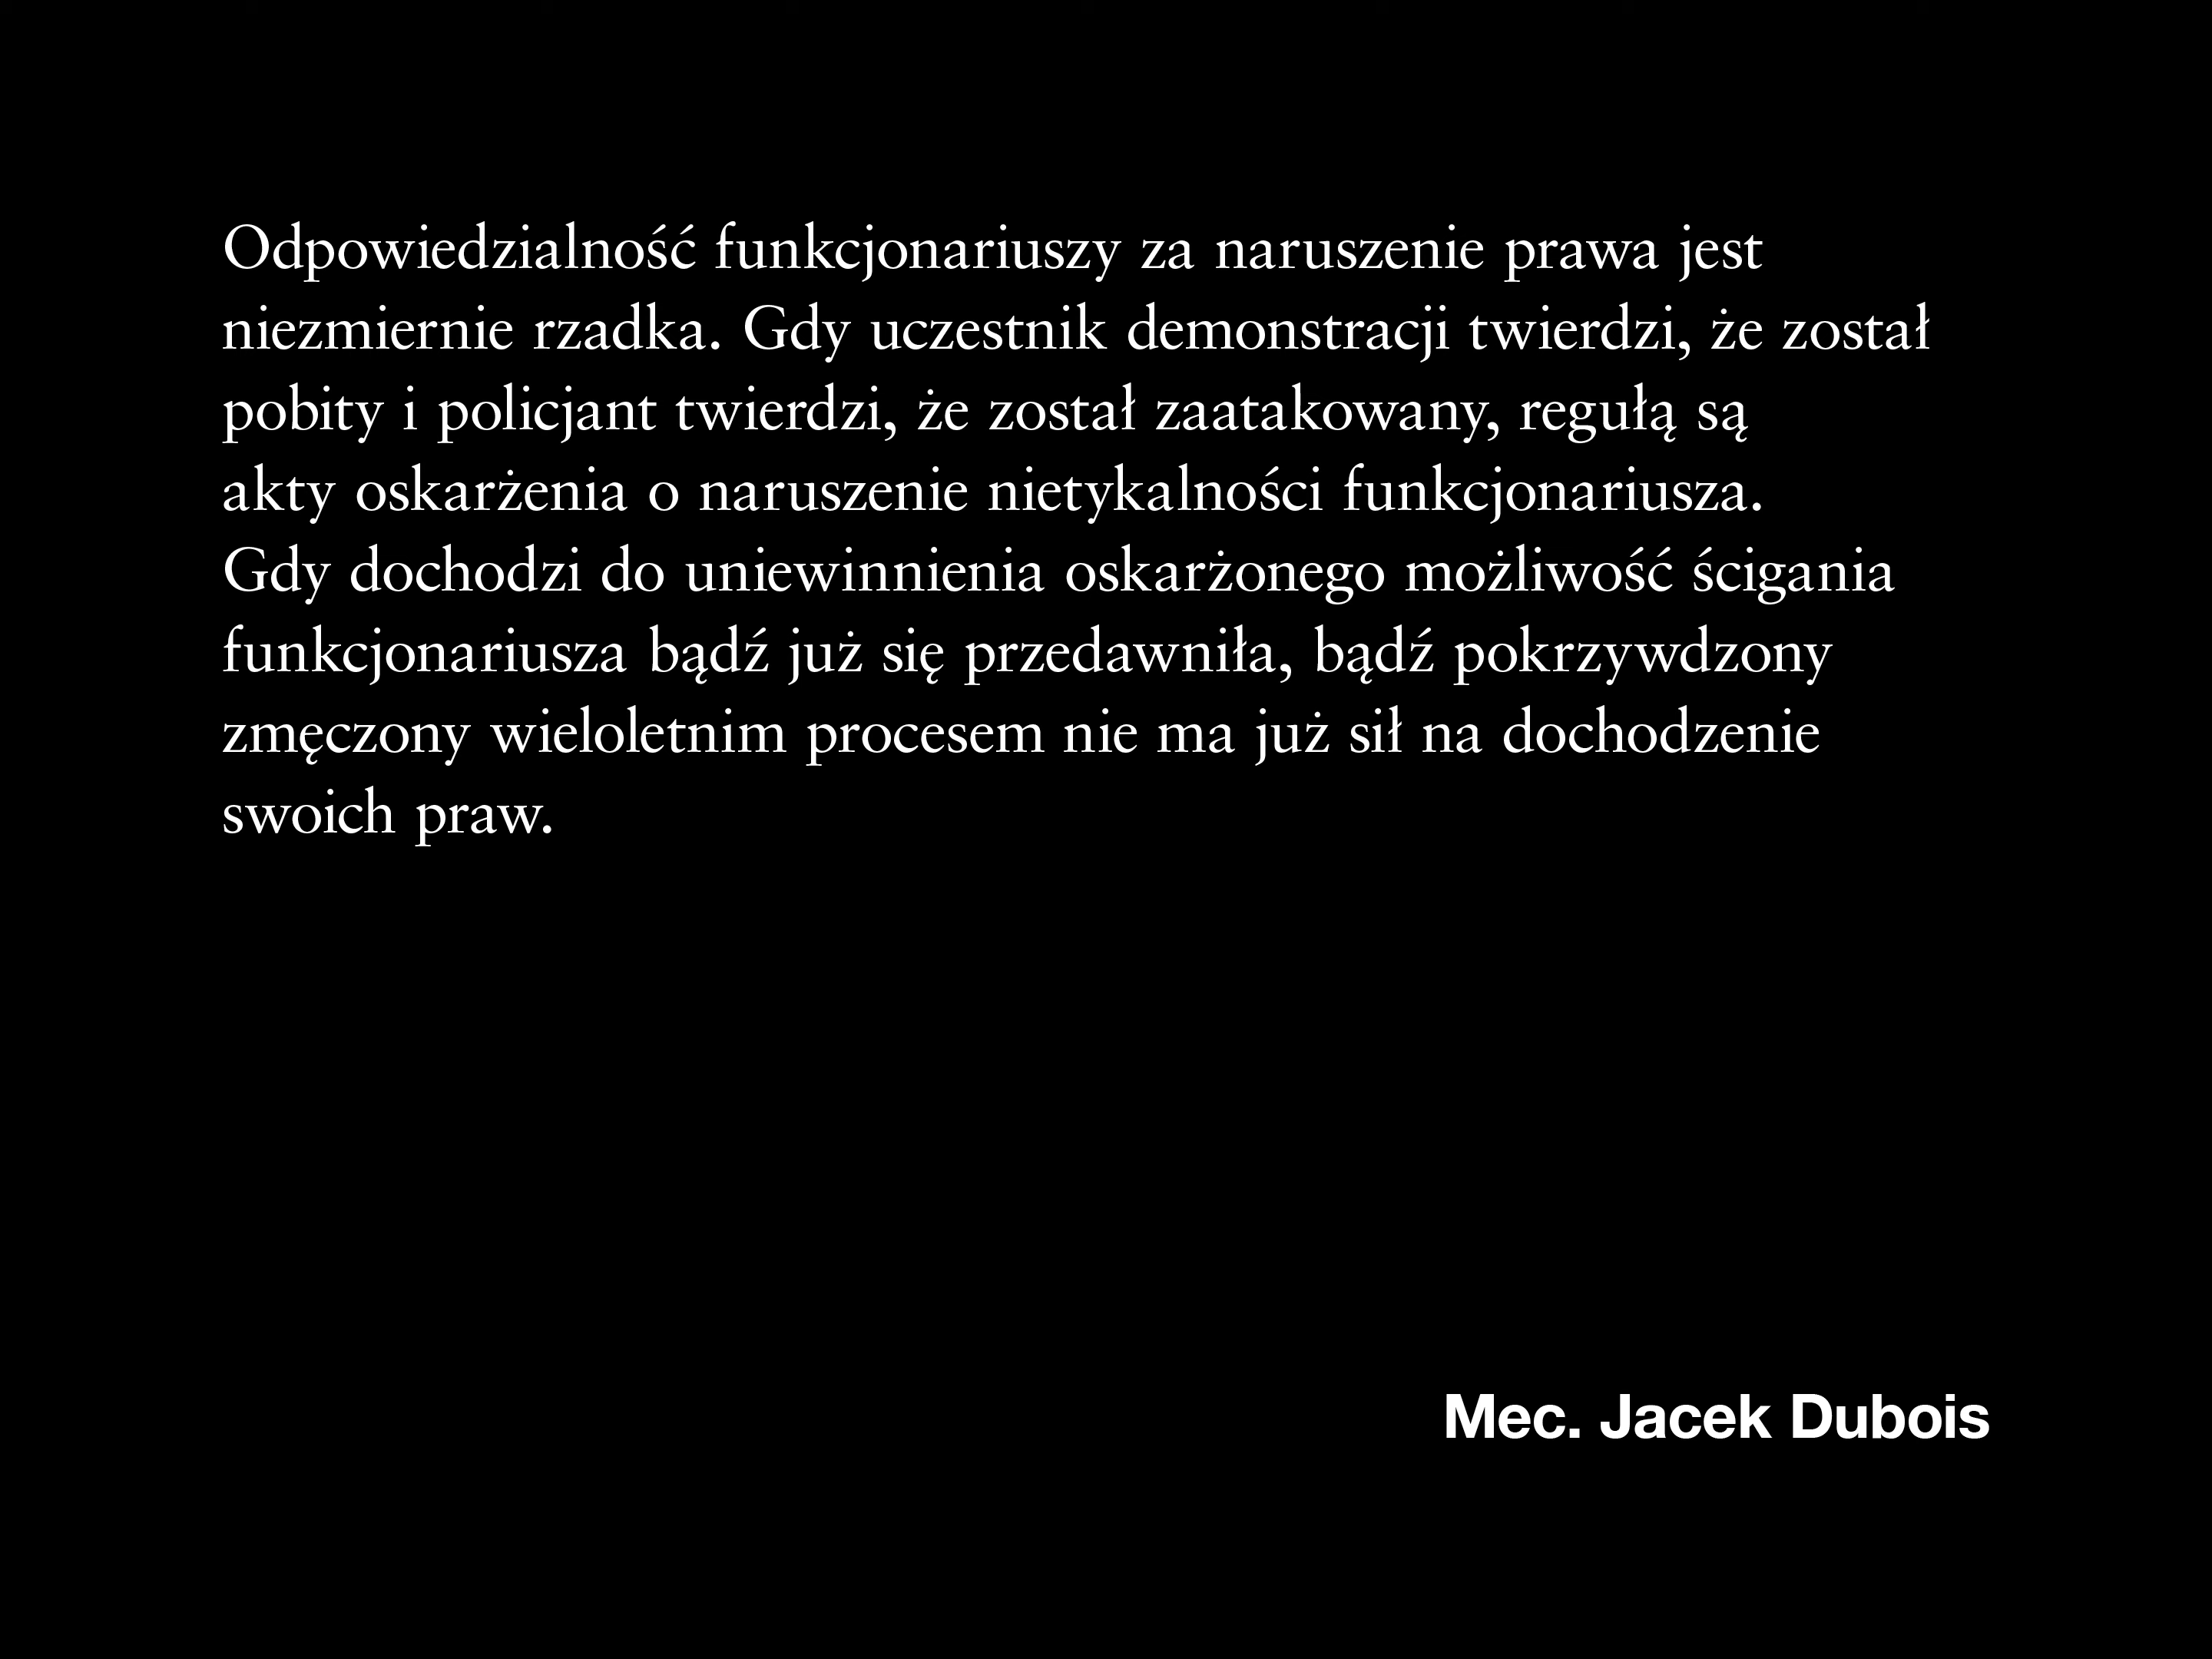 Odpowiedzialność funkcjonariuszy za naruszenie prawa jest
niezmiernie rzadka. Gdy uczestnik demonstracji twierdzi, że został
pobity i policjant twierdzi, że został zaatakowany, regułą są
akty oskarżenia o naruszenie nietykalności funkcjonariusza.
Gdy dochodzi do uniewinnienia oskarżonego możliwość ścigania
funkcjonariusza bądź już się przedawniła, bądź pokrzywdzony
zmęczony wieloletnim procesem nie ma już sił na dochodzenie
swoich praw.
Mec. Jacek Dubois